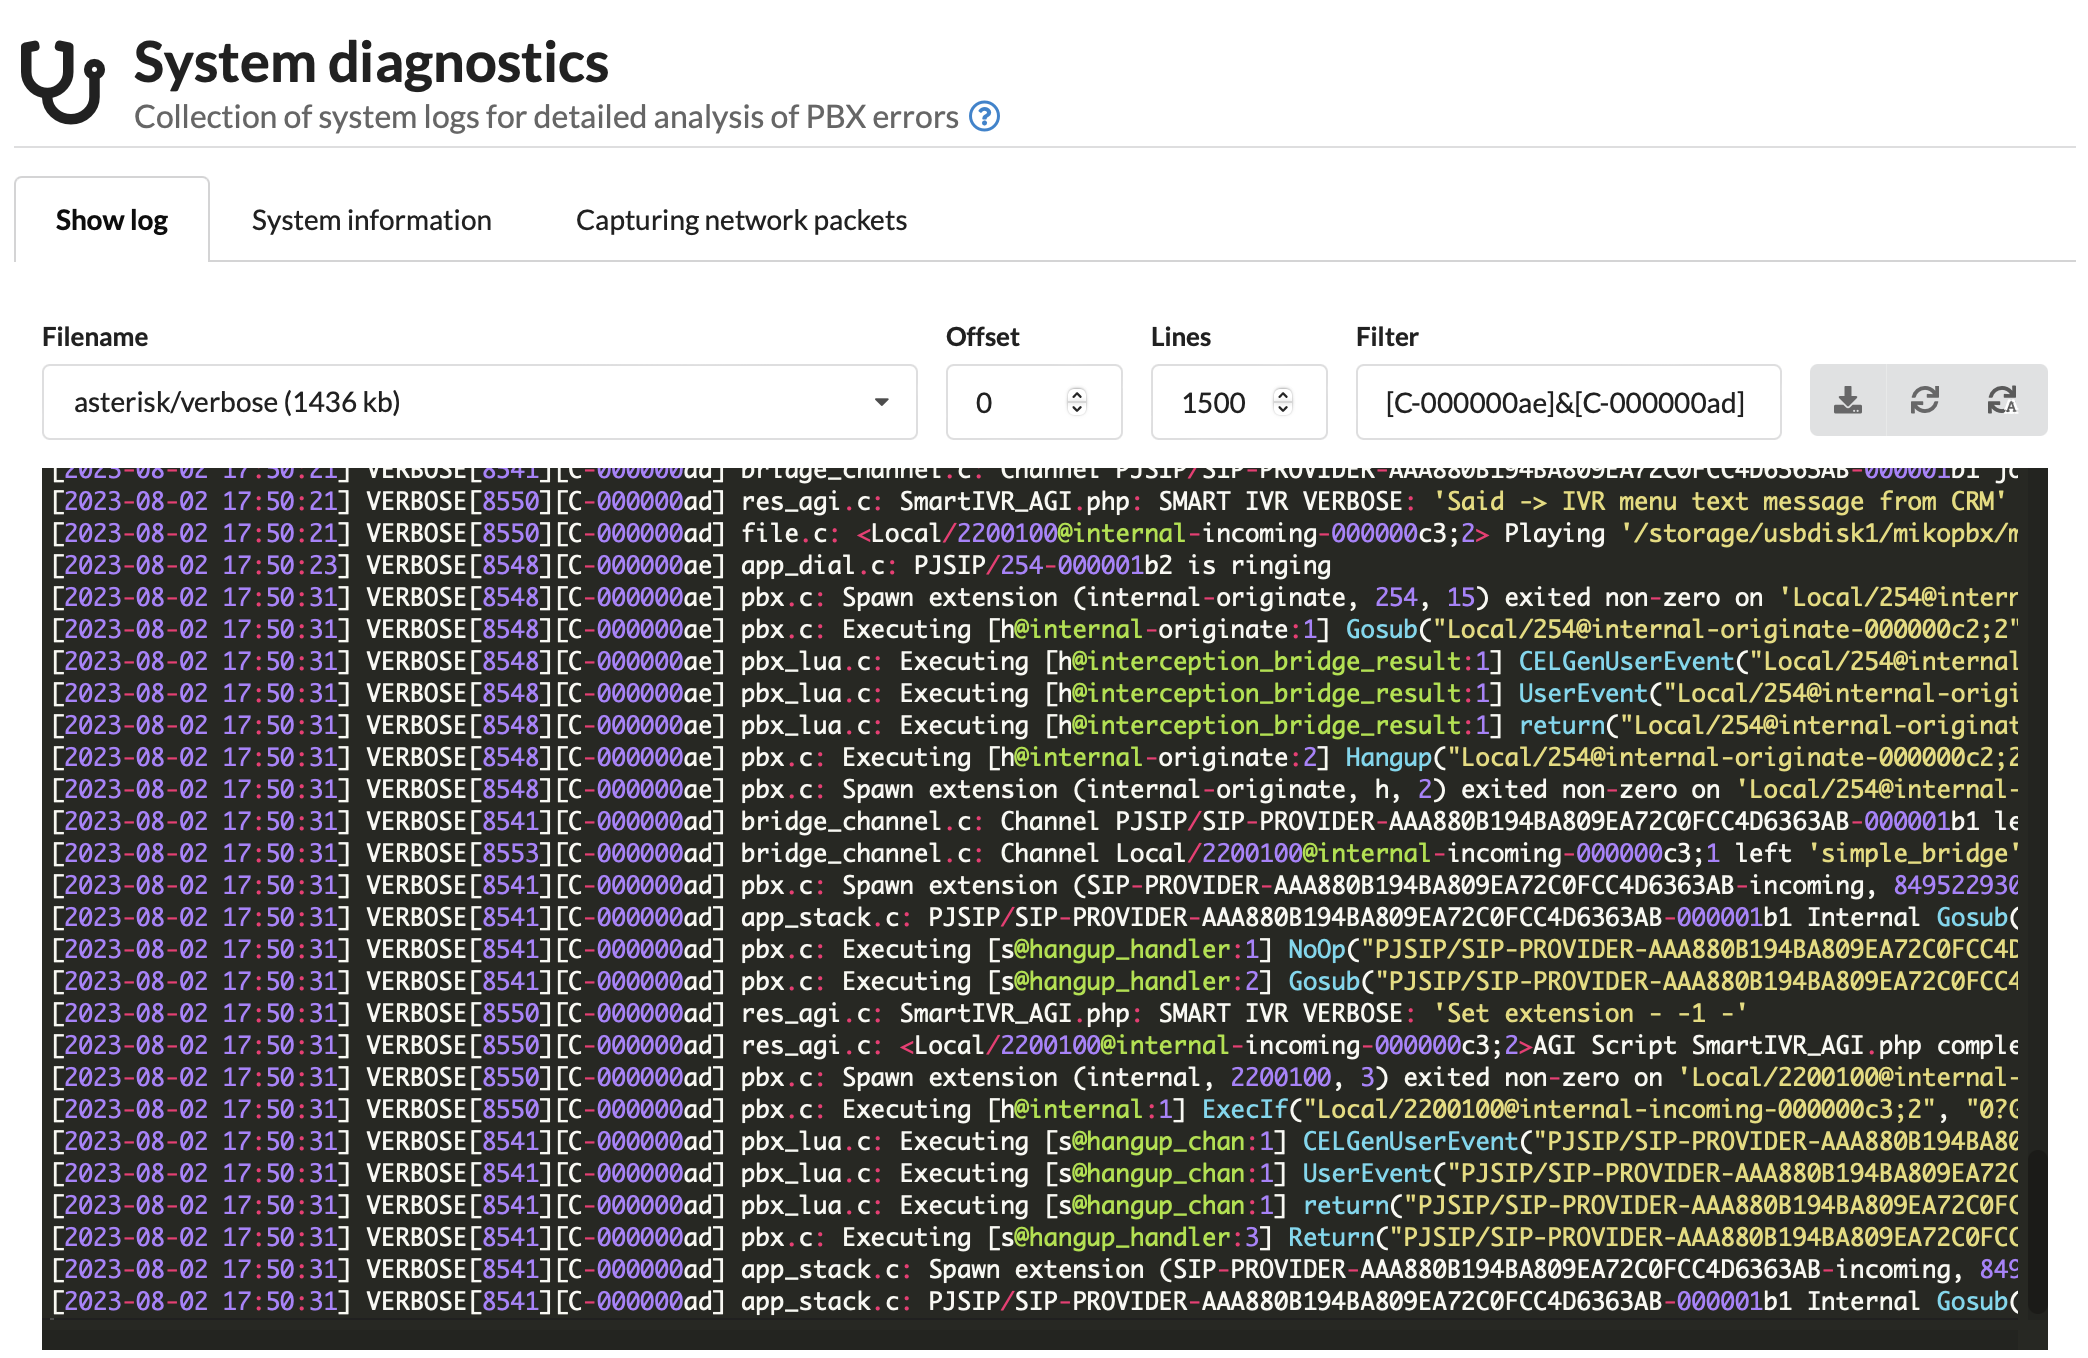 System diagnostics
Collection of system logs for detailed analysis of PBX errors ?
Show log System information Capturing network packets
Filename Offset Lines Filter
asterisk/verbose (1436 kb) 0 1500 [C-000000ae]&[C-000000ad]
[2023-08-02 17:50:21] VERBOSE[8541][C-000000ad] bridge_channel.c: Channel PJSIP/SIP-PROVIDER-AAA880B194BA809EA72C0FCC4D6363AB-000001b1 jo
[2023-08-02 17:50:21] VERBOSE[8550][C-000000ad] res_agi.c: SmartIVR_AGI.php: SMART IVR VERBOSE: 'Said -> IVR menu text message from CRM'
[2023-08-02 17:50:21] VERBOSE[8550][C-000000ad] file.c: <Local/2200100@internal-incoming-000000c3;2> Playing '/storage/usbdisk1/mikopbx/m
[2023-08-02 17:50:23] VERBOSE[8548][C-000000ae] app_dial.c: PJSIP/254-000001b2 is ringing
[2023-08-02 17:50:31] VERBOSE[8548][C-000000ae] pbx.c: Spawn extension (internal-originate, 254, 15) exited non-zero on 'Local/254@intern
[2023-08-02 17:50:31] VERBOSE[8548][C-000000ae] pbx.c: Executing [h@internal-originate:1] Gosub("Local/254@internal-originate-000000c2;2"
[2023-08-02 17:50:31] VERBOSE[8548][C-000000ae] pbx_lua.c: Executing [h@interception_bridge_result:1] CELGenUserEvent("Local/254@internal
[2023-08-02 17:50:31] VERBOSE[8548][C-000000ae] pbx_lua.c: Executing [h@interception_bridge_result:1] UserEvent("Local/254@internal-origi
[2023-08-02 17:50:31] VERBOSE[8548][C-000000ae] pbx_lua.c: Executing [h@interception_bridge_result:1] return("Local/254@internal-originat
[2023-08-02 17:50:31] VERBOSE[8548][C-000000ae] pbx.c: Executing [h@internal-originate:2] Hangup("Local/254@internal-originate-000000c2;2
[2023-08-02 17:50:31] VERBOSE[8548][C-000000ae] pbx.c: Spawn extension (internal-originate, h, 2) exited non-zero on 'Local/254@internal-
[2023-08-02 17:50:31] VERBOSE[8541][C-000000ad] bridge_channel.c: Channel PJSIP/SIP-PROVIDER-AAA880B194BA809EA72C0FCC4D6363AB-000001b1 le
[2023-08-02 17:50:31] VERBOSE[8553][C-000000ad] bridge_channel.c: Channel Local/2200100@internal-incoming-000000c3;1 left 'simple_bridge'
[2023-08-02 17:50:31] VERBOSE[8541][C-000000ad] pbx.c: Spawn extension (SIP-PROVIDER-AAA880B194BA809EA72C0FCC4D6363AB-incoming, 849522930
[2023-08-02 17:50:31] VERBOSE[8541][C-000000ad] app_stack.c: PJSIP/SIP-PROVIDER-AAA880B194BA809EA72C0FCC4D6363AB-000001b1 Internal Gosub(
[2023-08-02 17:50:31] VERBOSE[8541][C-000000ad] pbx.c: Executing [s@hangup_handler:1] NoOp("PJSIP/SIP-PROVIDER-AAA880B194BA809EA72C0FCC4D
[2023-08-02 17:50:31] VERBOSE[8541][C-000000ad] pbx.c: Executing [s@hangup_handler:2] Gosub("PJSIP/SIP-PROVIDER-AAA880B194BA809EA72C0FCC4
[2023-08-02 17:50:31] VERBOSE[8550][C-000000ad] res_agi.c: SmartIVR_AGI.php: SMART IVR VERBOSE: 'Set extension - -1 -'
[2023-08-02 17:50:31] VERBOSE[8550][C-000000ad] res_agi.c: <Local/2200100@internal-incoming-000000c3;2>AGI Script SmartIVR_AGI.php comple
[2023-08-02 17:50:31] VERBOSE[8550][C-000000ad] pbx.c: Spawn extension (internal, 2200100, 3) exited non-zero on 'Local/2200100@internal-
[2023-08-02 17:50:31] VERBOSE[8550][C-000000ad] pbx.c: Executing [h@internal:1] ExecIf("Local/2200100@internal-incoming-000000c3;2", "0?G
[2023-08-02 17:50:31] VERBOSE[8541][C-000000ad] pbx_lua.c: Executing [s@hangup_chan:1] CELGenUserEvent("PJSIP/SIP-PROVIDER-AAA880B194BA80
[2023-08-02 17:50:31] VERBOSE[8541][C-000000ad] pbx_lua.c: Executing [s@hangup_chan:1] UserEvent("PJSIP/SIP-PROVIDER-AAA880B194BA809EA72C
[2023-08-02 17:50:31] VERBOSE[8541][C-000000ad] pbx_lua.c: Executing [s@hangup_chan:1] return("PJSIP/SIP-PROVIDER-AAA880B194BA809EA72C0FC
[2023-08-02 17:50:31] VERBOSE[8541][C-000000ad] pbx.c: Executing [s@hangup_handler:3] Return("PJSIP/SIP-PROVIDER-AAA880B194BA809EA72C0FCC
[2023-08-02 17:50:31] VERBOSE[8541][C-000000ad] app_stack.c: Spawn extension (SIP-PROVIDER-AAA880B194BA809EA72C0FCC4D6363AB-incoming, 849
[2023-08-02 17:50:31] VERBOSE[8541][C-000000ad] app_stack.c: PJSIP/SIP-PROVIDER-AAA880B194BA809EA72C0FCC4D6363AB-000001b1 Internal Gosub(